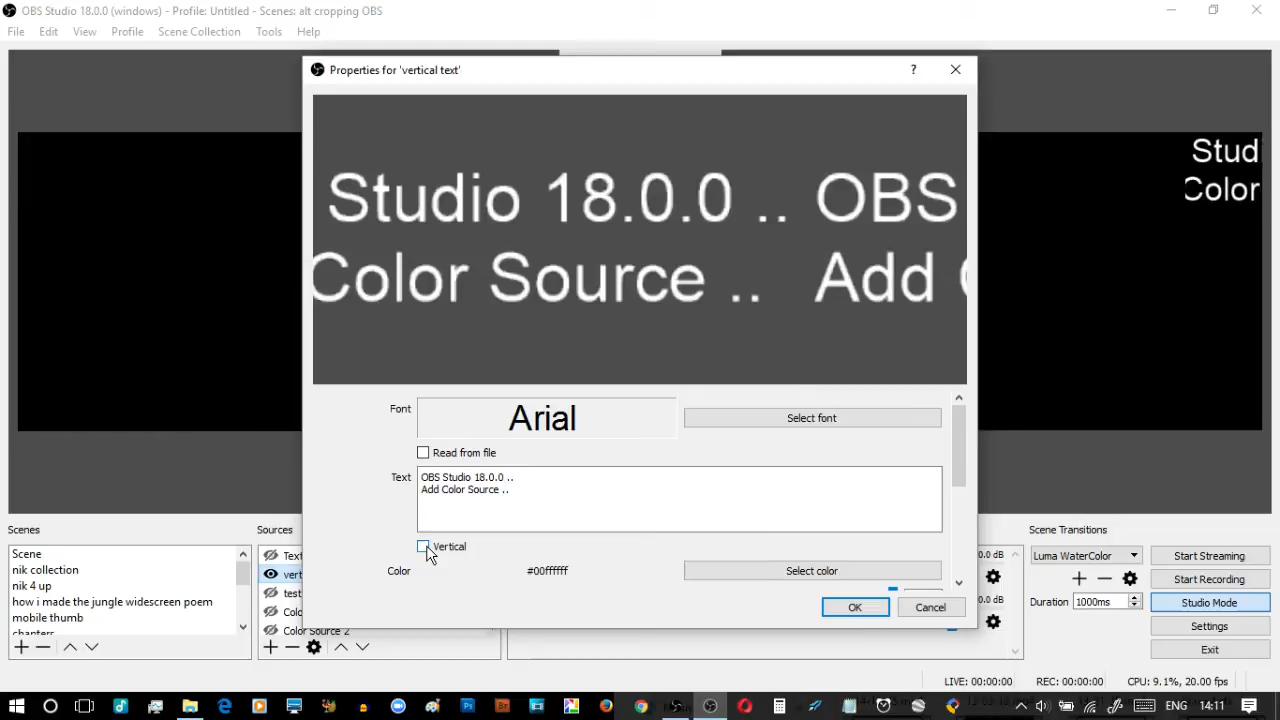 OBS Studio 18.0.0 (windows) - Profile: Untitled - Scenes: alt cropping OBS
File Edit View Profile Scene Collection Tools Help
Properties for 'vertical text'
?
Studio 18.0.0 .. OBS
Color Source .. Add
Studi
Color
Font
Arial
Select font
Read from file
Text
OBS Studio 18.0.0 ..
Add Color Source ..
Vertical
Color
#00ffffff
Select color
OK
Cancel
Scenes
Scene
nik collection
nik 4 up
how i made the jungle widescreen poem
mobile thumb
chapters
Sources
Text
vert
test
Colo
Color Source 2
0.0 dB
0.0 dB
Scene Transitions
Luma WaterColor
Duration 1000ms
Start Streaming
Start Recording
Studio Mode
Settings
Exit
LIVE: 00:00:00 REC: 00:00:00 CPU: 9.1%, 20.00 fps
ENG 14:11